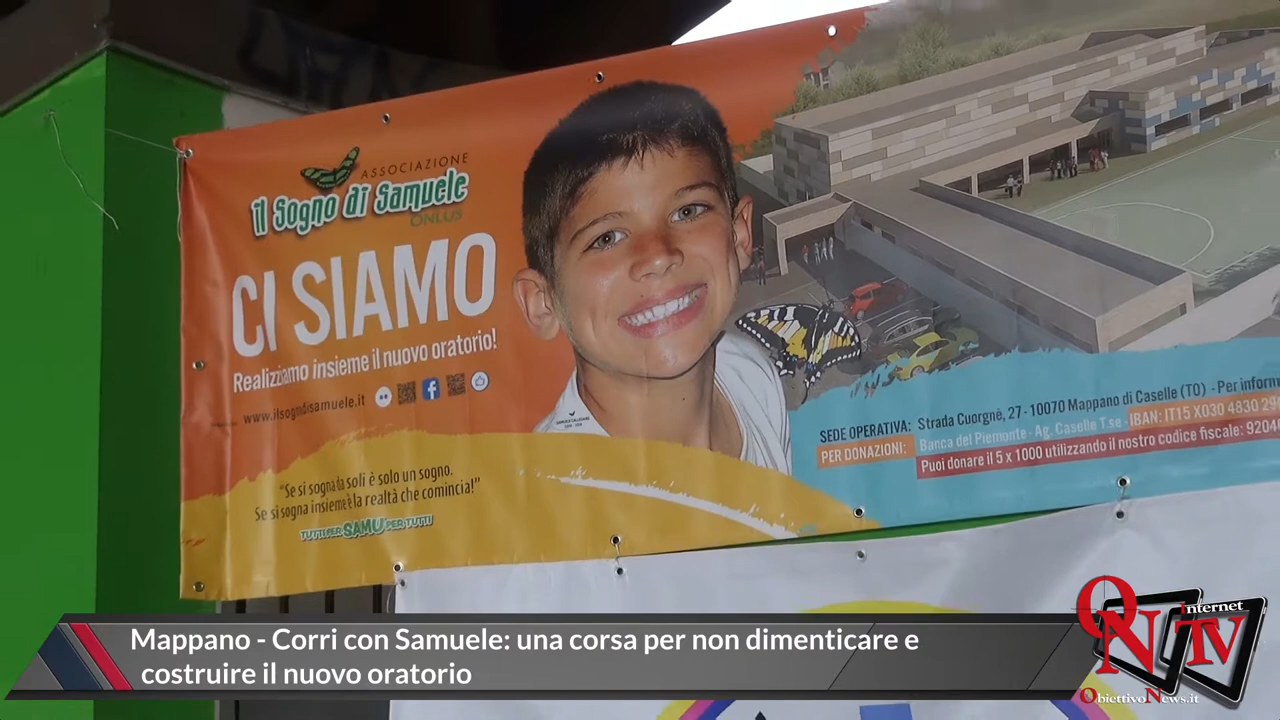 ASSOCIAZIONE
il Sogno di Samuele
ONLUS
CI SIAMO
Realizziamo insieme il nuovo oratorio!
www.ilsognodisamuele.it
"Se si sogna da soli è solo un sogno.
Se si sogna insieme è la realtà che comincia!"
TUTTI PER SAMU PER TUTTI
SEDE OPERATIVA: Strada Cuorgnè, 27 - 10070 Mappano di Caselle (TO) - Per inform
PER DONAZIONI: Banca del Piemonte - Ag. Caselle T.se - IBAN: IT15 X030 4830
Puoi donare il 5 x 1000 utilizzando il nostro codice fiscale: 9204
Mappano - Corri con Samuele: una corsa per non dimenticare e
costruire il nuovo oratorio
ON Internet TV
ObiettivoNews.it